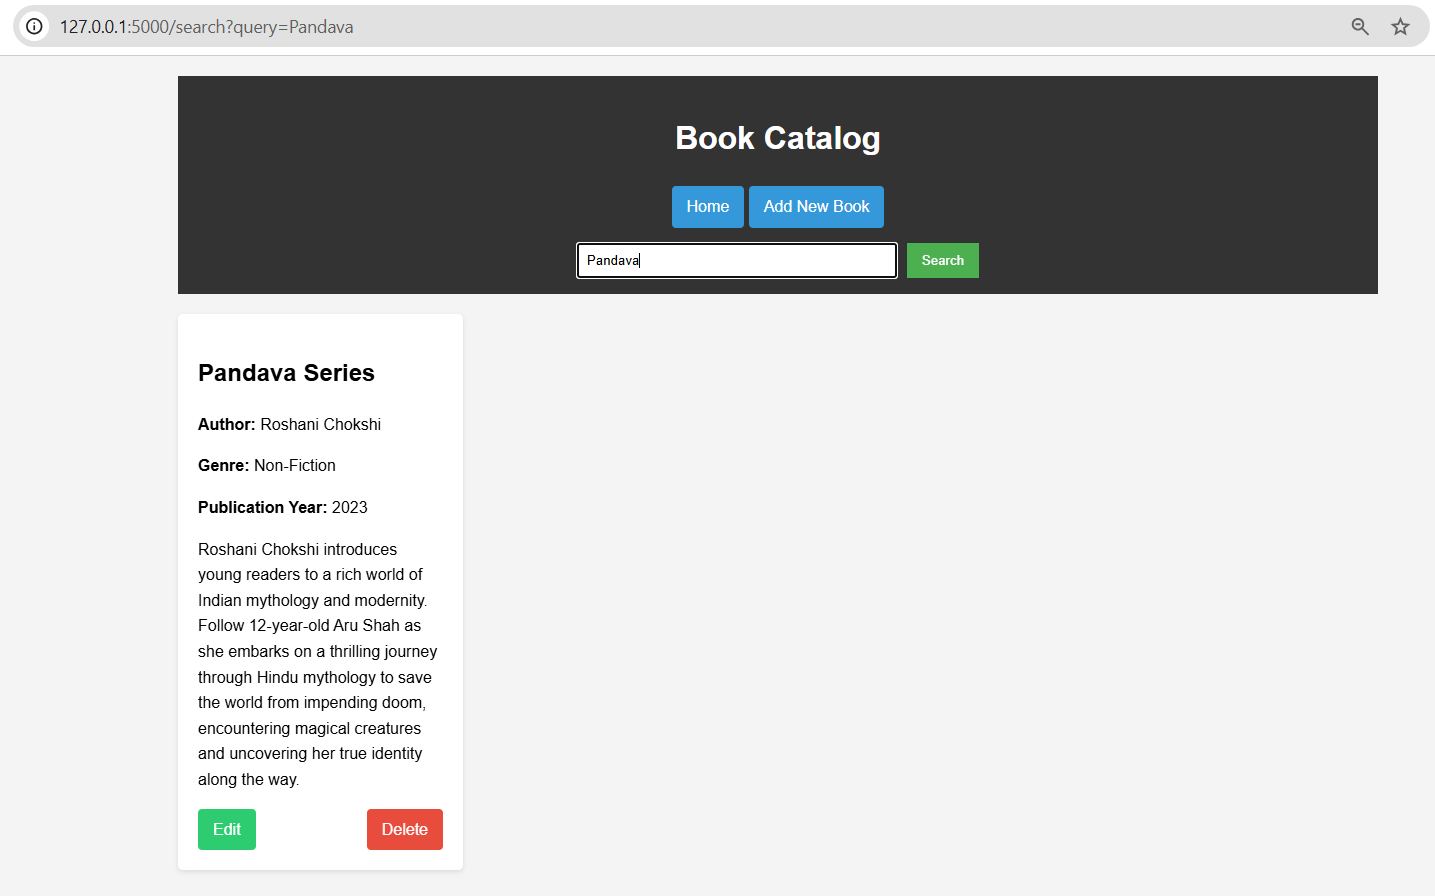 127.0.0.1:5000/search?query=Pandava
Book Catalog
Home Add New Book
Pandava Search
Pandava Series
Author: Roshani Chokshi
Genre: Non-Fiction
Publication Year: 2023
Roshani Chokshi introduces
young readers to a rich world of
Indian mythology and modernity.
Follow 12-year-old Aru Shah as
she embarks on a thrilling journey
through Hindu mythology to save
the world from impending doom,
encountering magical creatures
and uncovering her true identity
along the way.
Edit Delete